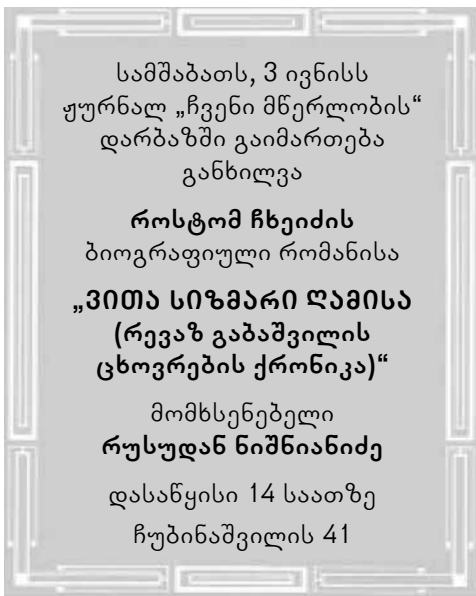 სამშაბათს, 3 ივნისს
ჟურნალ „ჩვენი მწერლობის“
დარბაზში გაიმართება
განხილვა
როსტომ ჩხეიძის
ბიოგრაფიული რომანისა
„ვითა სიზმარი ღამისა
(რევაზ გაბაშვილის
ცხოვრების ქრონიკა)“
მომხსენებელი
რუსუდან ნიშნიანიძე
დასაწყისი 14 საათზე
ჩუბინაშვილის 41